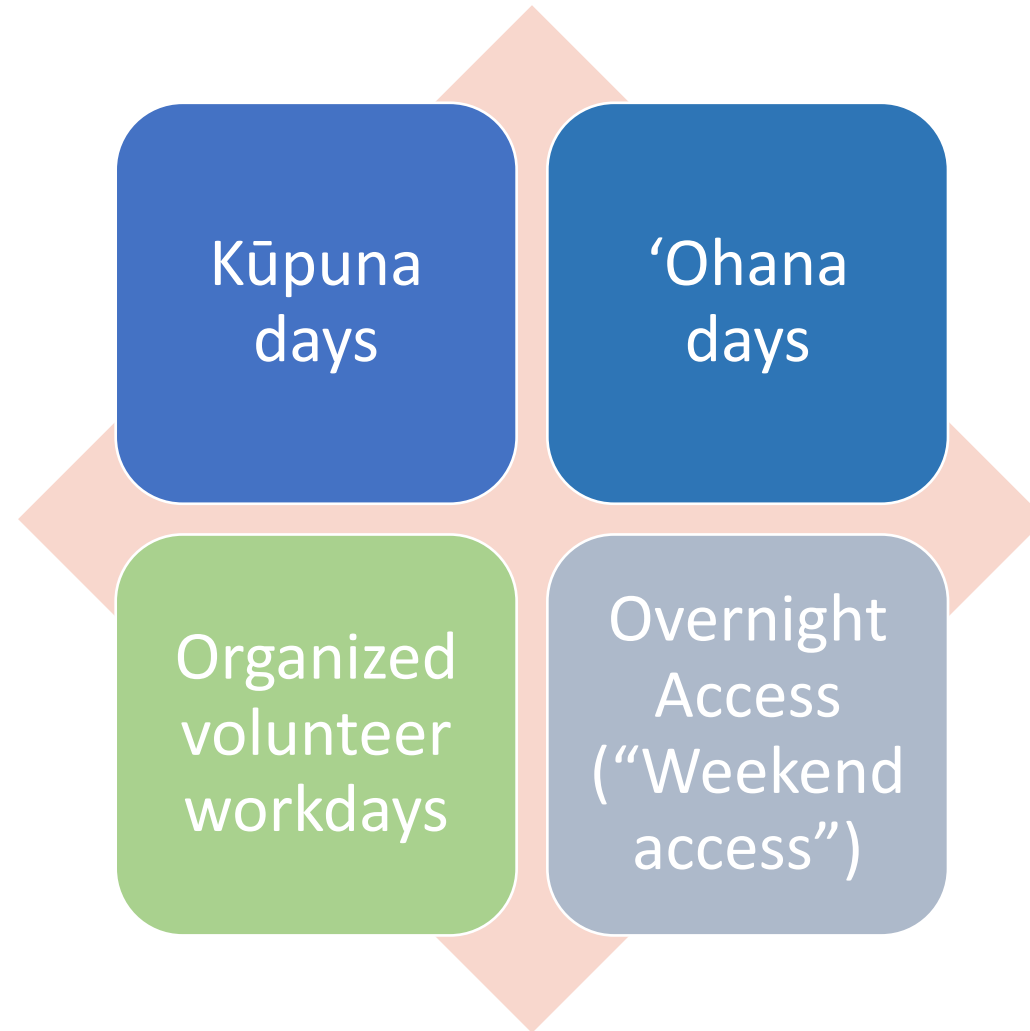 Kūpuna
days
‘Ohana
days
Organized
volunteer
workdays
Overnight
Access
(“Weekend
access”)